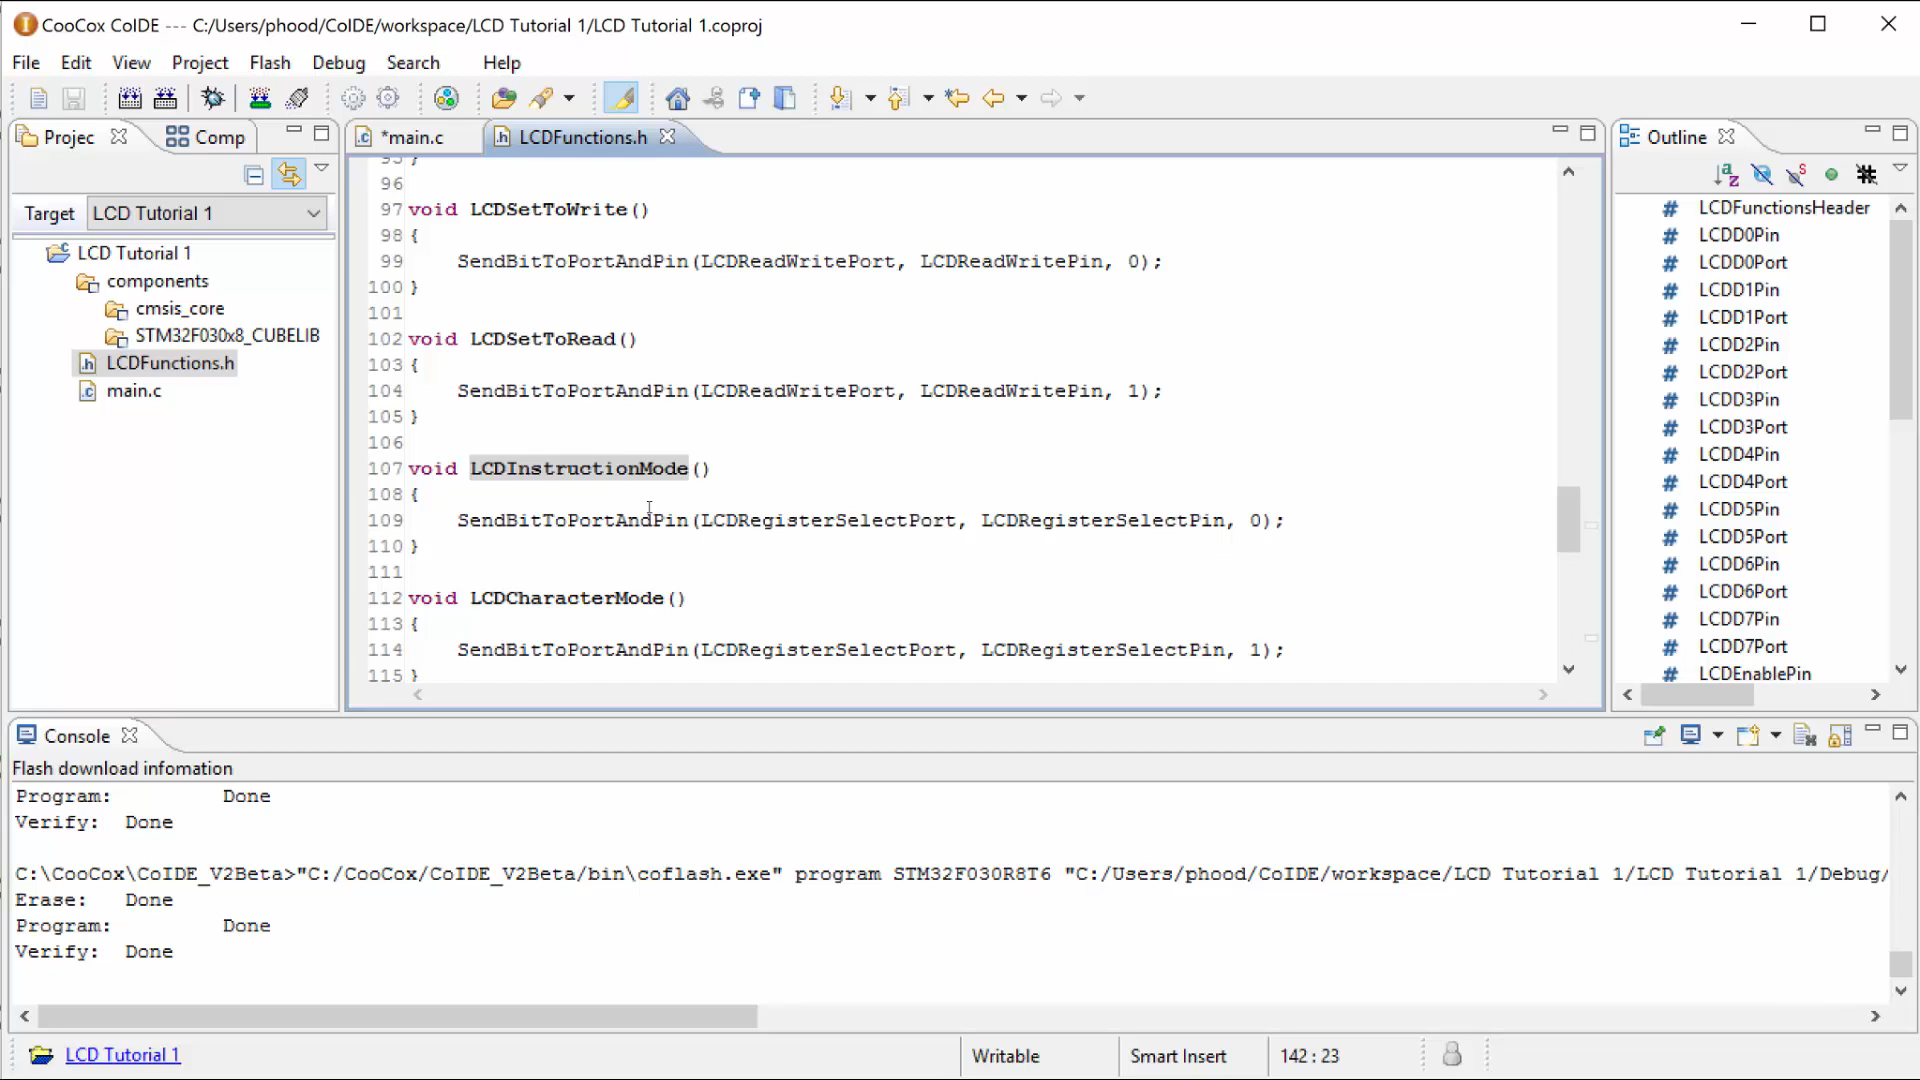 CooCox CoIDE --- C:/Users/phood/CoIDE/workspace/LCD Tutorial 1/LCD Tutorial 1.coproj
File Edit View Project Flash Debug Search Help
Projec
Comp
Target LCD Tutorial 1
LCD Tutorial 1
components
cmsis_core
STM32F030x8_CUBELIB
LCDFunctions.h
main.c
*main.c
LCDFunctions.h
95 }
96
97 void LCDSetToWrite()
98 {
99 SendBitToPortAndPin(LCDReadWritePort, LCDReadWritePin, 0);
100 }
101
102 void LCDSetToRead()
103 {
104 SendBitToPortAndPin(LCDReadWritePort, LCDReadWritePin, 1);
105 }
106
107 void LCDInstructionMode()
108 {
109 SendBitToPortAndPin(LCDRegisterSelectPort, LCDRegisterSelectPin, 0);
110 }
111
112 void LCDCharacterMode()
113 {
114 SendBitToPortAndPin(LCDRegisterSelectPort, LCDRegisterSelectPin, 1);
115 }
Outline
# LCDFunctionsHeader
# LCDD0Pin
# LCDD0Port
# LCDD1Pin
# LCDD1Port
# LCDD2Pin
# LCDD2Port
# LCDD3Pin
# LCDD3Port
# LCDD4Pin
# LCDD4Port
# LCDD5Pin
# LCDD5Port
# LCDD6Pin
# LCDD6Port
# LCDD7Pin
# LCDD7Port
# LCDEnablePin
Console
Flash download infomation
Program: Done
Verify: Done
C:\CooCox\CoIDE_V2Beta>"C:/CooCox/CoIDE_V2Beta/bin\coflash.exe" program STM32F030R8T6 "C:/Users/phood/CoIDE/workspace/LCD Tutorial 1/LCD Tutorial 1/Debug/
Erase: Done
Program: Done
Verify: Done
LCD Tutorial 1
Writable
Smart Insert
142 : 23